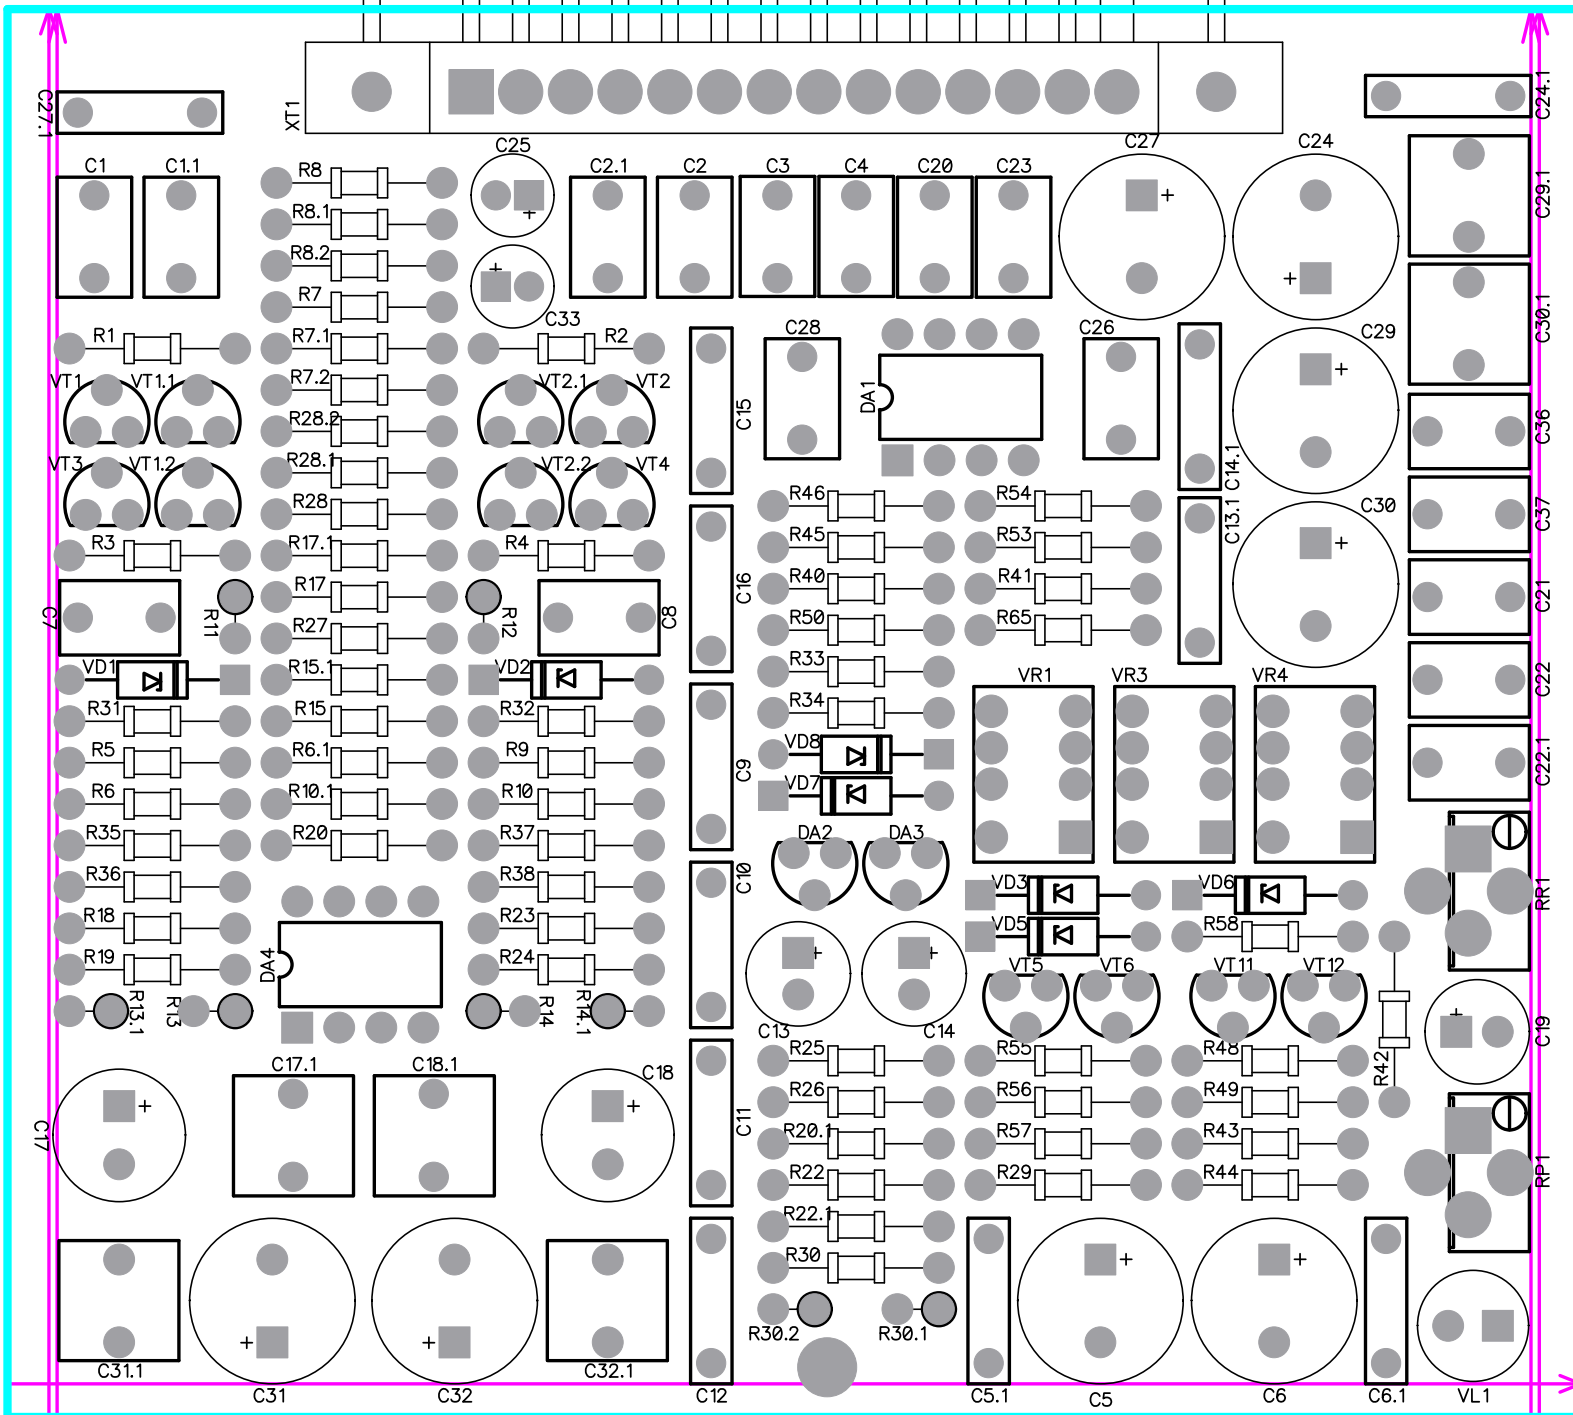 C27.1
XT1
C24.1
C1
C1.1
R8
C25
+
C2.1
C2
C3
C4
C20
C23
C27
+
C24
+
C29.1
R8.1
R8.2
R7
+
C33
R1
R7.1
R2
C28
C26
C29
+
C30.1
VT1
VT1.1
R7.2
VT2.1
VT2
C15
DA1
C36
R28.2
VT3
VT1.2
R28.1
VT2.2
VT4
C14.1
R28
R46
R54
C13.1
C30
+
C37
R3
R17.1
R4
R45
R53
C16
R40
R41
C21
C7
R11
R17
R12
C8
R27
R50
R65
VD1
R15.1
VD2
R33
VR1
VR3
VR4
C22
R31
R15
R32
R34
R5
R6.1
R9
C9
VD8
C22.1
R6
R10.1
R10
VD7
R35
R20
R37
DA2
DA3
R36
R38
C10
VD3
VD6
RR1
R18
R23
VD5
R58
R19
DA4
R24
+
+
VT5
VT6
VT11
VT12
R13.1
R13
R14
R14.1
C13
C14
+
C19
C17.1
C18.1
C18
R25
R55
R48
R42
C17
+
+
C11
R26
R56
R49
R20.1
R57
R43
RP1
R22
R29
R44
R22.1
R30
+
+
R30.2
R30.1
+
+
C31.1
C31
C32
C32.1
C12
C5.1
C5
C6
C6.1
VL1